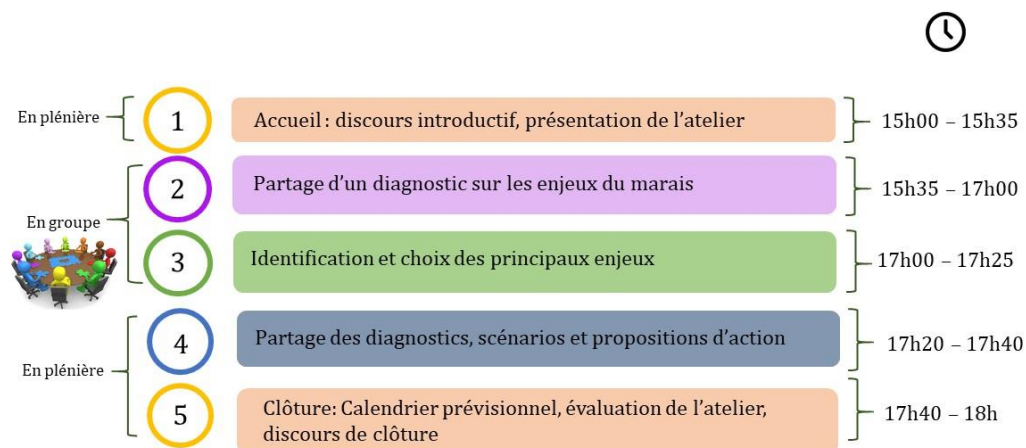 En plénière
1
Accueil : discours introductif, présentation de l’atelier
15h00 – 15h35
2
Partage d’un diagnostic sur les enjeux du marais
15h35 – 17h00
En groupe
3
Identification et choix des principaux enjeux
17h00 – 17h25
4
Partage des diagnostics, scénarios et propositions d’action
17h20 – 17h40
En plénière
5
Clôture: Calendrier prévisionnel, évaluation de l’atelier,
discours de clôture
17h40 – 18h